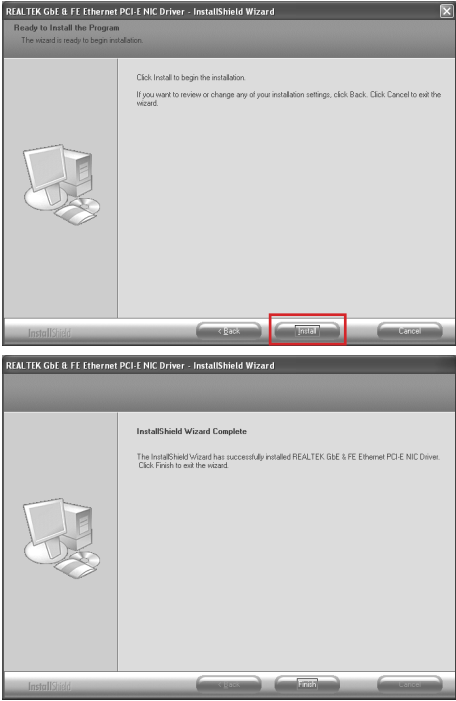 REALTEK GbE & FE Ethernet PCI-E NIC Driver - InstallShield Wizard
Ready to Install the Program
The wizard is ready to begin installation.
Click Install to begin the installation.
If you want to review or change any of your installation settings, click Back. Click Cancel to exit the
wizard.
InstallShield
< Back
Install
Cancel
REALTEK GbE & FE Ethernet PCI-E NIC Driver - InstallShield Wizard
InstallShield Wizard Complete
The InstallShield Wizard has successfully installed REALTEK GbE & FE Ethernet PCI-E NIC Driver.
Click Finish to exit the wizard.
InstallShield
< Back
Finish
Cancel